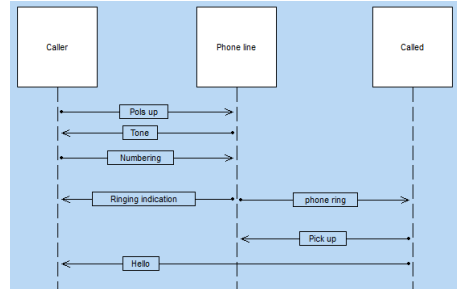 Caller
Phone line
Called
Pols up
Tone
Numbering
Ringing indication
phone ring
Pick up
Hello